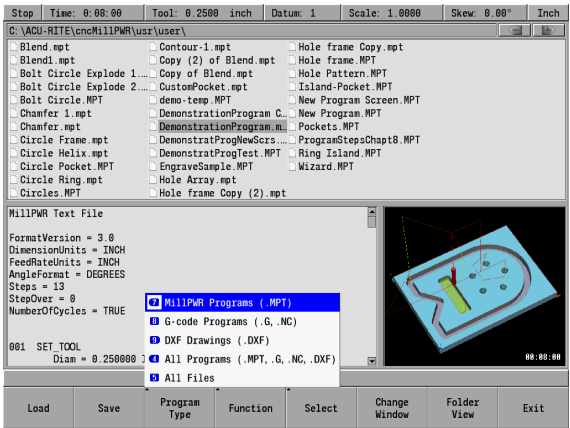 Stop Time: 0:08:00 Tool: 0.2500 inch Datum: 1 Scale: 1.0000 Skew: 0.00° Inch
C: \ACU-RITE\cncMillPWR\usr\user\
Blend.mpt Contour-1.mpt Hole frame Copy.mpt
Blend1.mpt Copy (2) of Blend.mpt Hole frame.MPT
Bolt Circle Explode 1... Copy of Blend.mpt Hole Pattern.MPT
Bolt Circle Explode 2... CustomPocket.mpt Island-Pocket.MPT
Bolt Circle.MPT demo-temp.MPT New Program Screen.MPT
Chamfer 1.mpt DemonstrationProgram C… New Program.MPT
Chamfer.mpt DemonstrationProgram.m… Pockets.MPT
Circle Frame.mpt DemonstratProgNewScrs... ProgramStepsChapt8.MPT
Circle Helix.mpt DemonstratProgTest.MPT Ring Island.MPT
Circle Pocket.MPT EngraveSample.MPT Wizard.MPT
Circle Ring.mpt Hole Array.mpt
Circles.MPT Hole frame Copy (2).mpt
MillPWR Text File
FormatVersion = 3.0
DimensionUnits = INCH
FeedRateUnits = INCH
AngleFormat = DEGREES
Steps = 13
StepOver = 0
NumberOfCycles = TRUE
001 SET_TOOL
Diam = 0.250000
7 MillPWR Programs (.MPT)
8 G-code Programs (.G, .NC)
9 DXF Drawings (.DXF)
4 All Programs (.MPT, .G, .NC, .DXF)
5 All Files
00:08:00
Load Save Program Type Function Select Change Window Folder View Exit